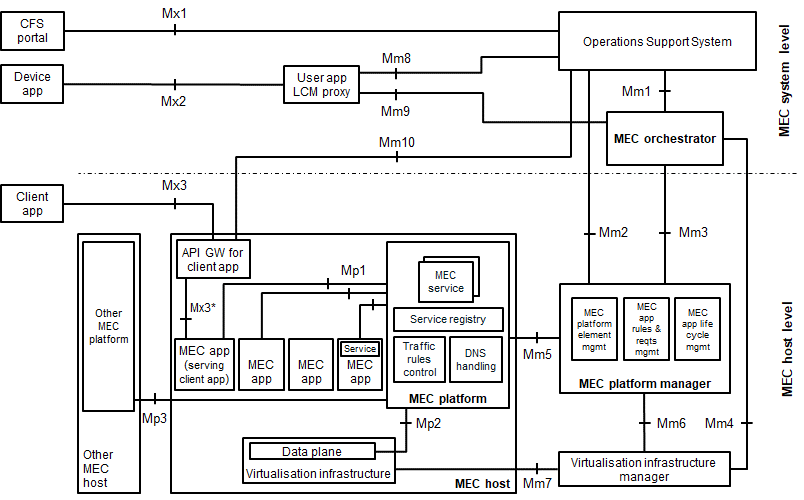 CFS
portal
Mx1
Operations Support System
Device
app
Mx2
User app
LCM proxy
Mm8
Mm9
Mm1
MEC orchestrator
MEC system level
Mm10
Client
app
Mx3
Mm2
Mm3
API GW for
client app
Mx3*
Mp1
MEC
service
Service registry
Traffic
rules
control
DNS
handling
MEC platform
Other
MEC
platform
MEC app
(serving
client app)
MEC
app
MEC
app
Service
MEC
app
Mm5
MEC
platform
element
mgmt
MEC
app
rules &
reqts
mgmt
MEC
app life
cycle
mgmt
MEC platform manager
MEC host level
Mp3
Mp2
Mm6
Mm4
Other
MEC
host
Data plane
Virtualisation infrastructure
MEC host
Mm7
Virtualisation infrastructure
manager